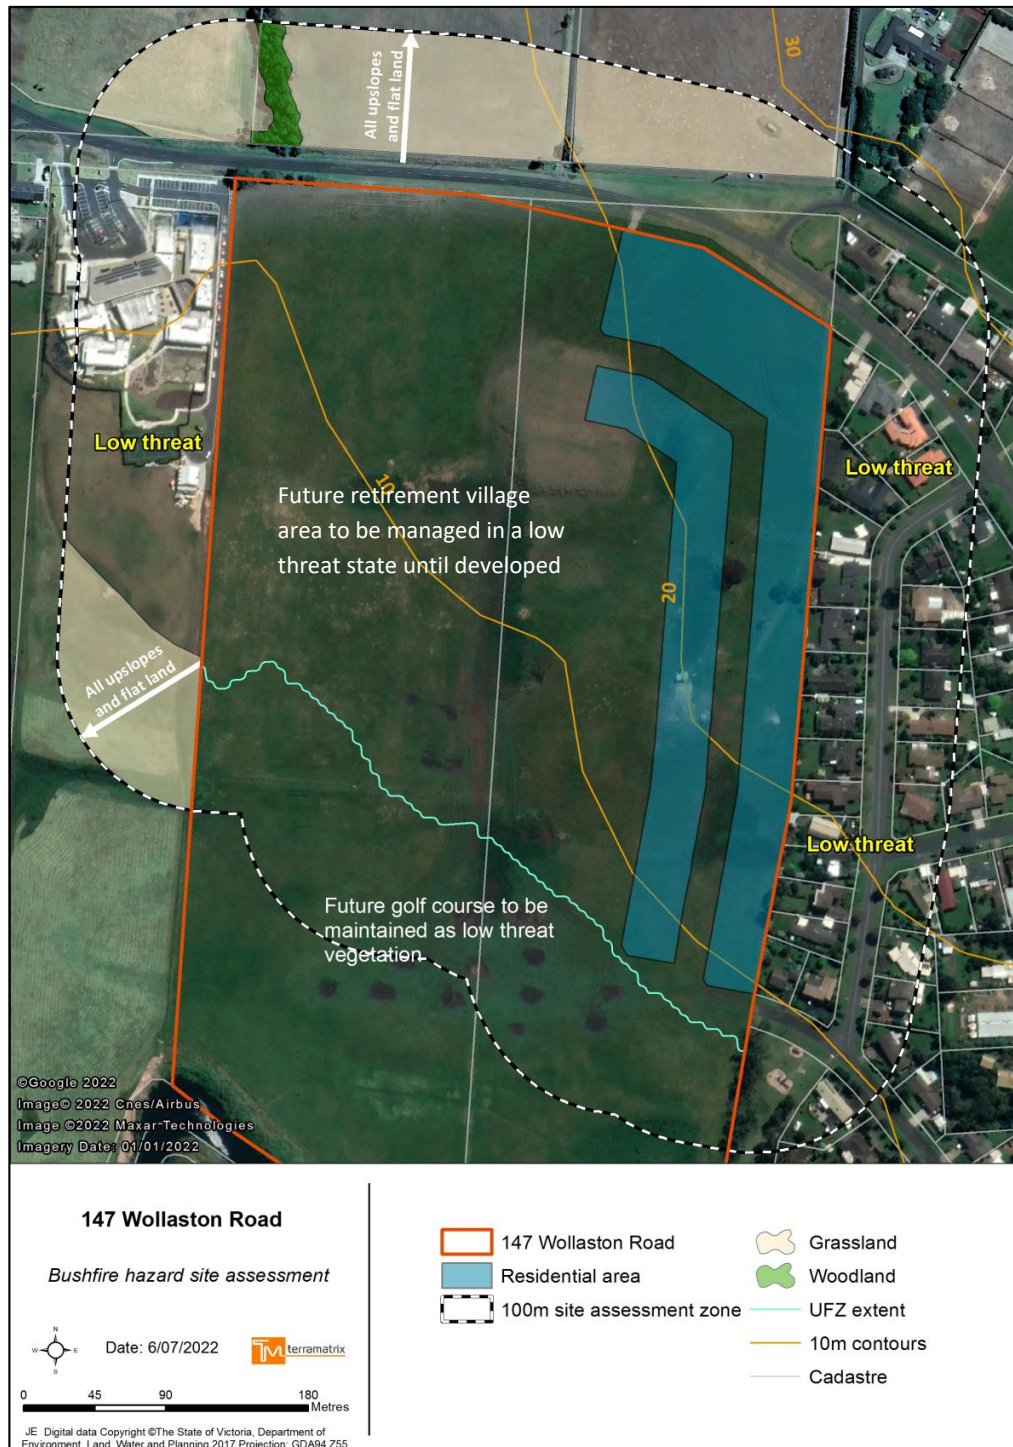 30
All upslopes
and flat land
Low threat
Low threat
10
Future retirement village
area to be managed in a low
threat state until developed
20
All upslopes
and flat land
Low threat
Future golf course to be
maintained as low threat
vegetation
©Google 2022
Image© 2022 Cnes/Airbus
Image ©2022 Maxar Technologies
Imagery Date: 01/01/2022
147 Wollaston Road
Bushfire hazard site assessment
N
W E
S
Date: 6/07/2022
TM terramatrix
0 45 90 180
Metres
JE Digital data Copyright ©The State of Victoria, Department of
Environment, Land, Water and Planning 2017 Projection: GDA94 Z55
147 Wollaston Road
Residential area
100m site assessment zone
Grassland
Woodland
UFZ extent
10m contours
Cadastre